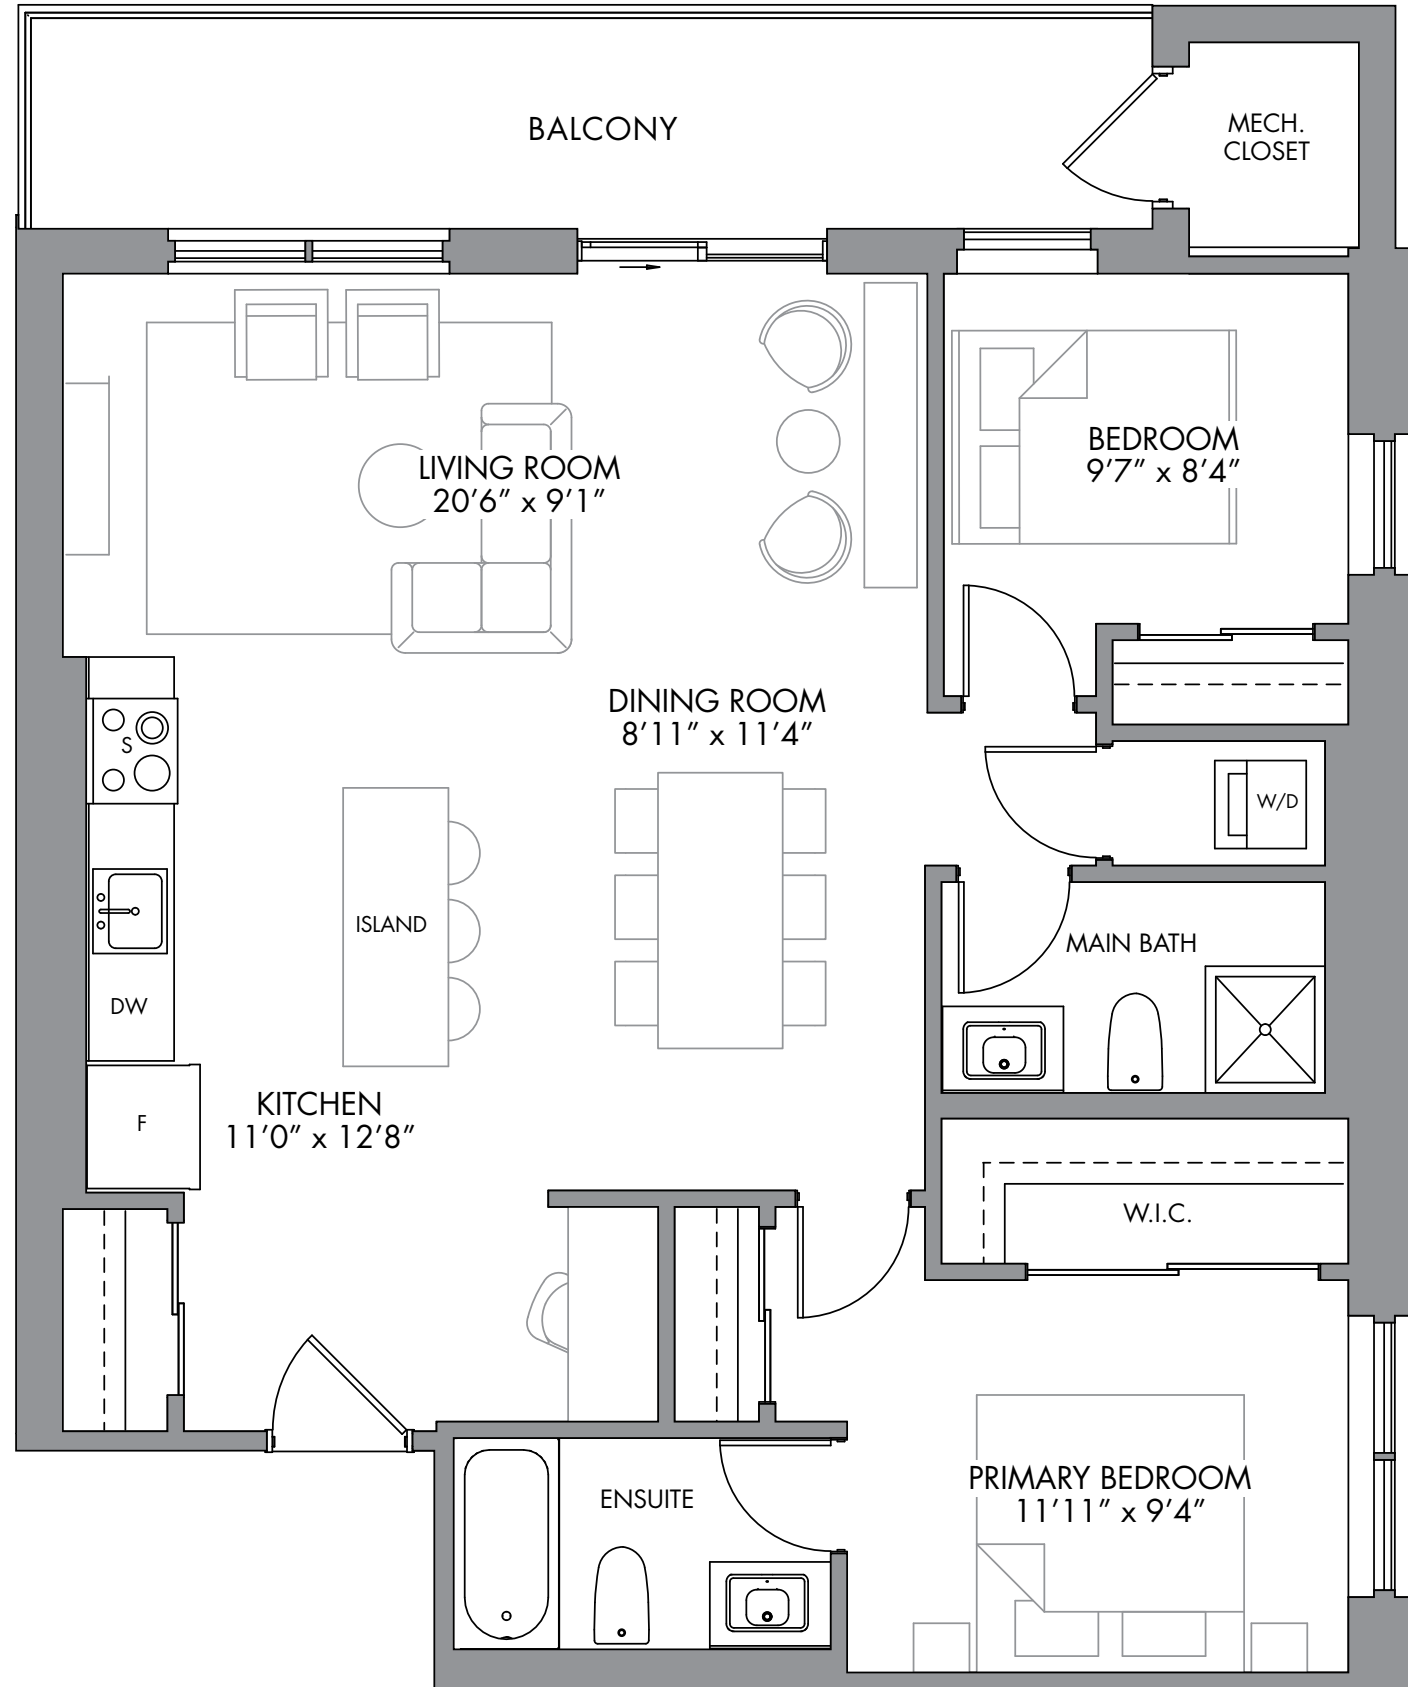 BALCONY
MECH.
CLOSET
BEDROOM
9'7" x 8'4"
LIVING ROOM
20'6" x 9'1"
DINING ROOM
8'11" x 11'4"
S
W/D
ISLAND
MAIN BATH
DW
KITCHEN
11'0" x 12'8"
F
W.I.C.
PRIMARY BEDROOM
11'11" x 9'4"
ENSUITE